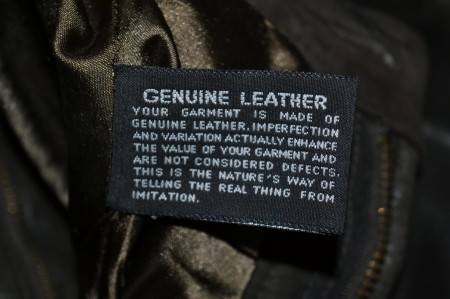 GENUINE LEATHER
YOUR GARMENT IS MADE OF
GENUINE LEATHER. IMPERFECTION
AND VARIATION ACTUALLY ENHANCE
THE VALUE OF YOUR GARMENT AND
ARE NOT CONSIDERED DEFECTS.
THIS IS THE NATURE'S WAY OF
TELLING THE REAL THING FROM
IMITATION.